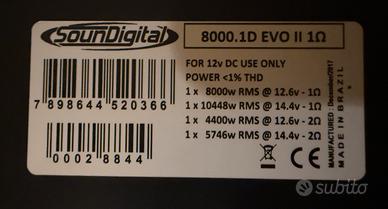 SounDigital
8000.1D EVO II 1Ω
FOR 12v DC USE ONLY
POWER <1% THD
1 x 8000w RMS @ 12.6v - 1Ω
1 x 10448w RMS @ 14.4v - 1Ω
1 x 4400w RMS @ 12.6v - 2Ω
1 x 5746w RMS @ 14.4v - 2Ω
7 898644 520366
0002 8844
CE
MANUFACTURED : December/2017
MADE IN BRAZIL
subito